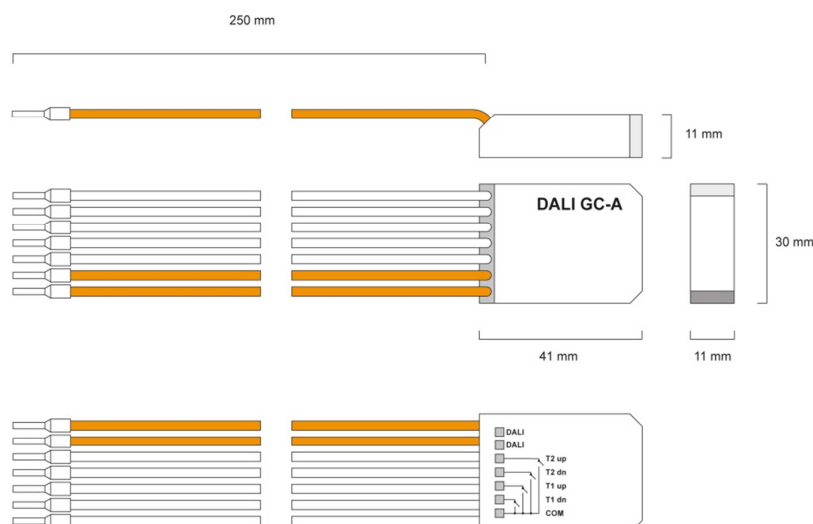 250 mm
11 mm
DALI GC-A
30 mm
41 mm
11 mm
DALI
DALI
T2 up
T2 dn
T1 up
T1 dn
COM